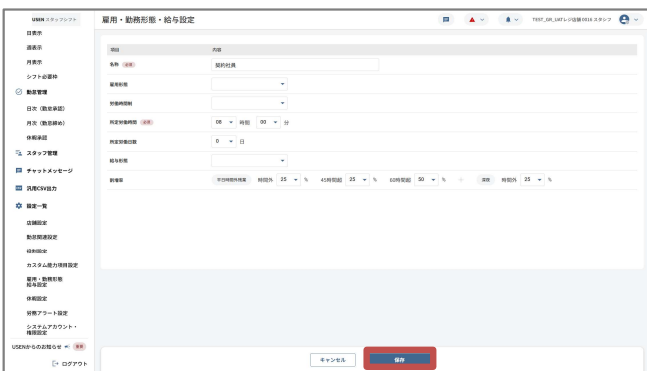 USEN スタッフシフト
雇用・勤務形態・給与設定
TEST_GR_UATレジ店舗 001K スタッフ
日表示
週表示
月表示
シフト必要枠
勤怠管理
日次（勤怠承認）
月次（勤怠締め）
休暇承認
スタッフ管理
チャットメッセージ
汎用CSV出力
設定一覧
店舗設定
勤怠関連設定
役割設定
カスタム能力項目設定
雇用・勤務形態
給与設定
休暇設定
労務アラート設定
システムアカウント・
権限設定
USENからのお知らせ 重要
ログアウト
項目 内容
名称 必須 契約社員
雇用形態
労働時間制
所定労働時間 必須 08 時間 00 分
所定労働日数 0 日
給与形態
割増率 平日時間外残業 時間外 25 % 45時間超 25 % 60時間超 50 % 深夜 時間外 25 %
キャンセル 保存